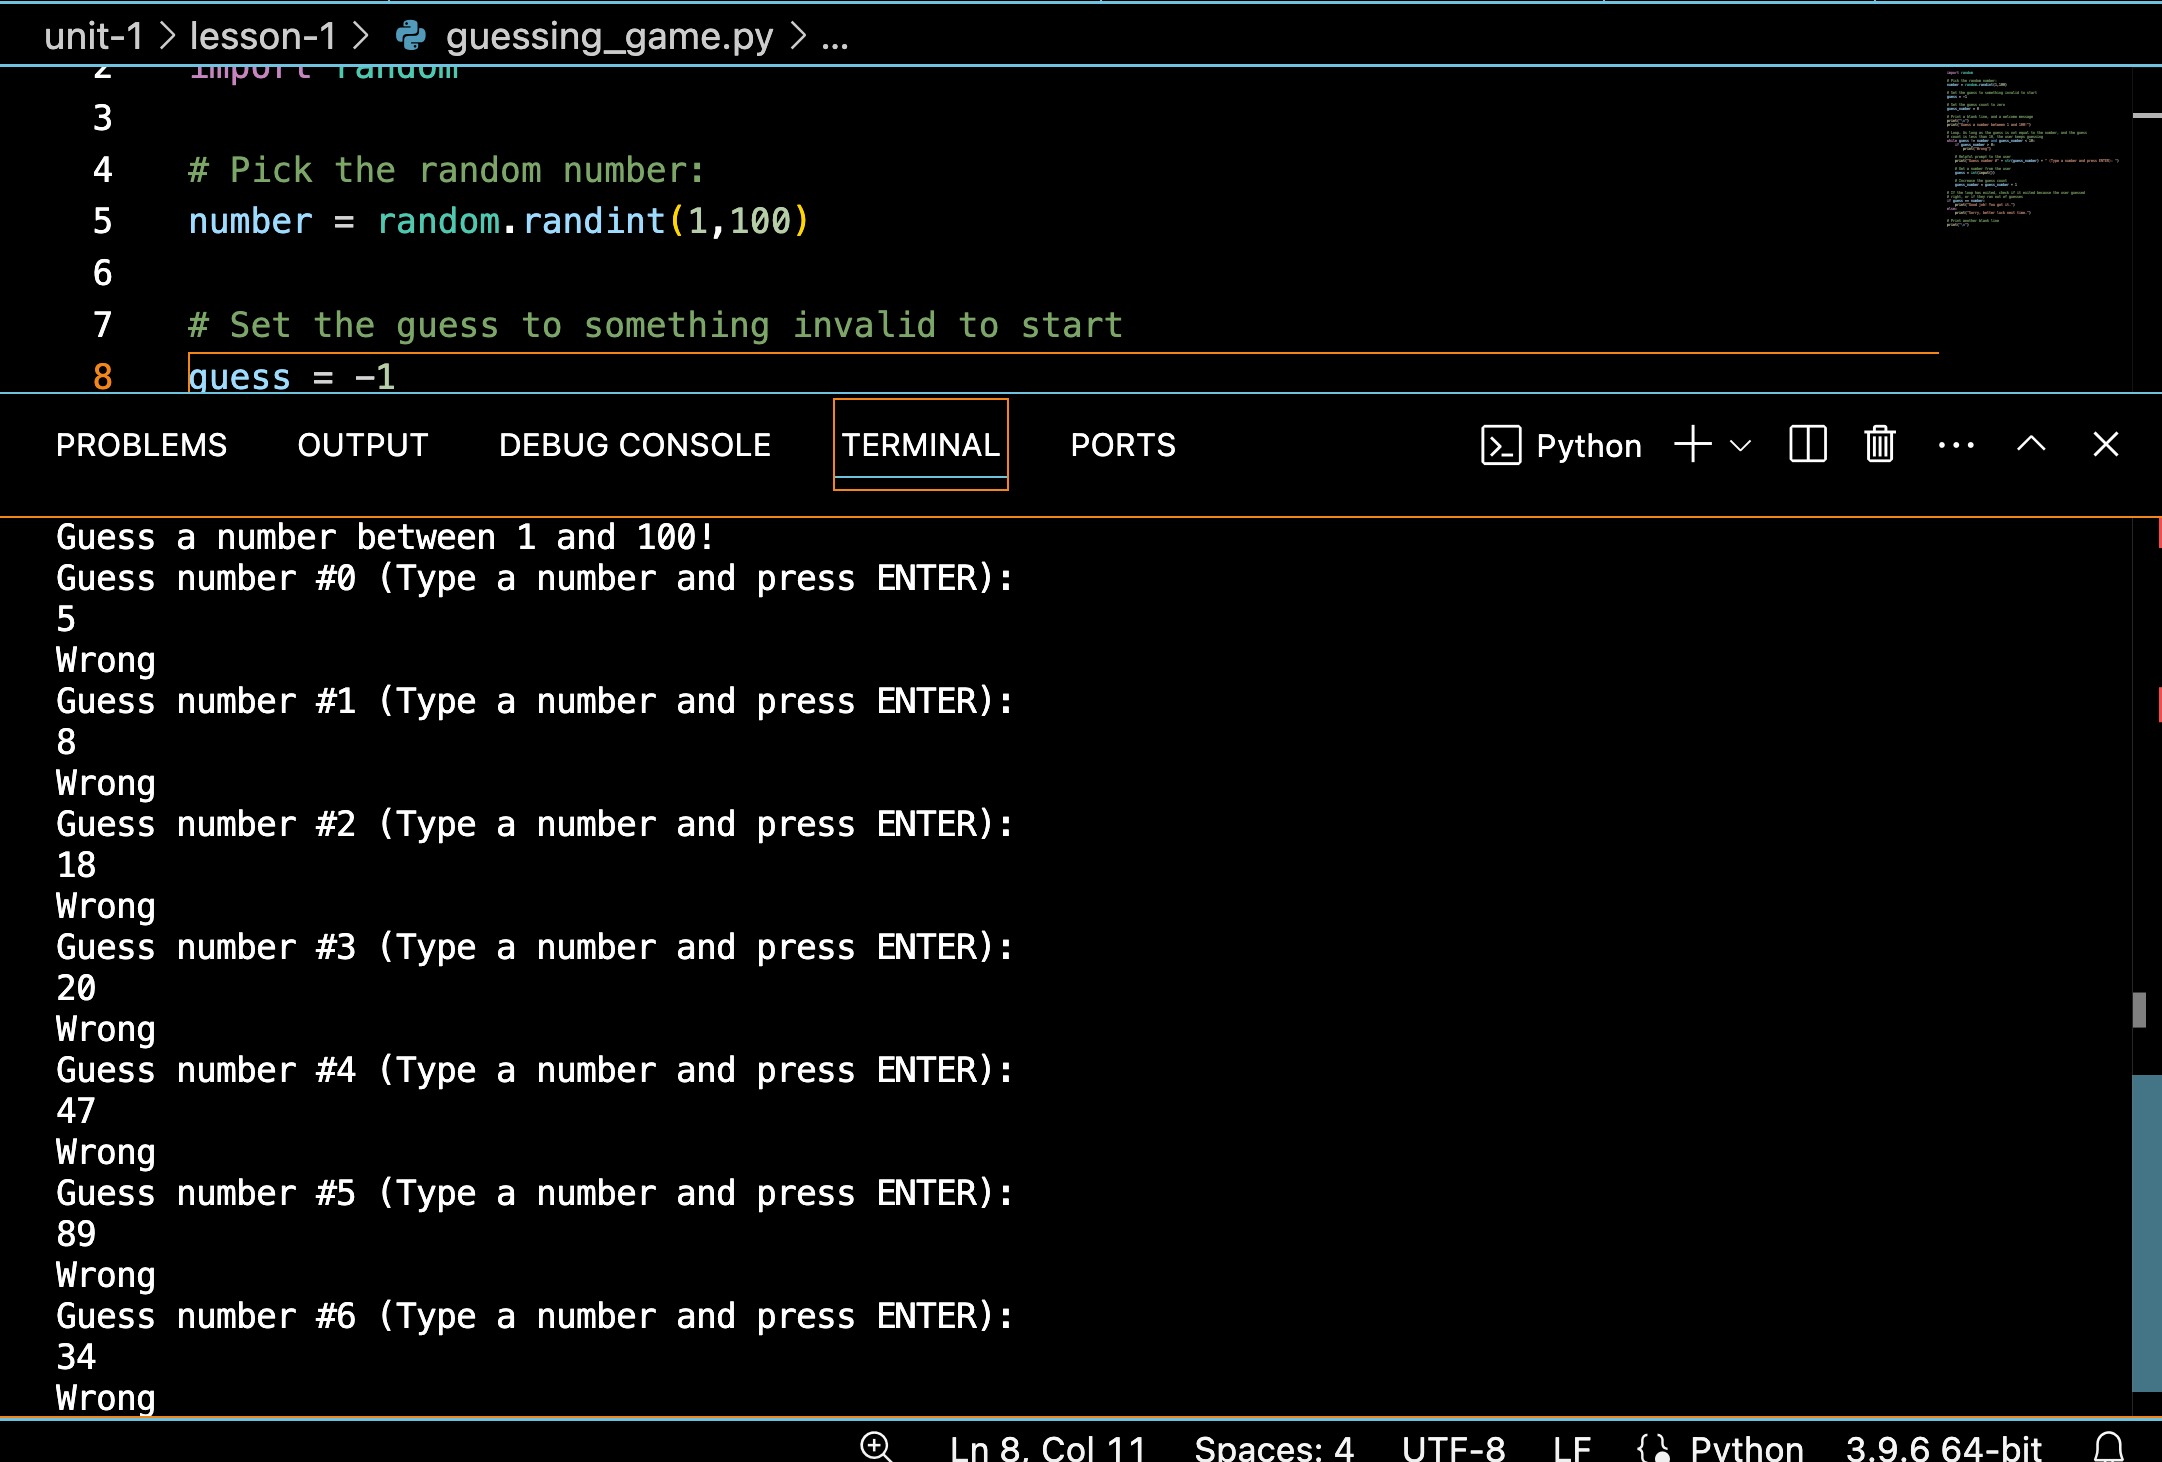 unit-1 > lesson-1 > guessing_game.py > ...
2 import random
3
4 # Pick the random number:
5 number = random.randint(1,100)
6
7 # Set the guess to something invalid to start
8 guess = -1
PROBLEMS OUTPUT DEBUG CONSOLE TERMINAL PORTS Python
Guess a number between 1 and 100!
Guess number #0 (Type a number and press ENTER):
5
Wrong
Guess number #1 (Type a number and press ENTER):
8
Wrong
Guess number #2 (Type a number and press ENTER):
18
Wrong
Guess number #3 (Type a number and press ENTER):
20
Wrong
Guess number #4 (Type a number and press ENTER):
47
Wrong
Guess number #5 (Type a number and press ENTER):
89
Wrong
Guess number #6 (Type a number and press ENTER):
34
Wrong
Ln 8, Col 11 Spaces: 4 UTF-8 LF Python 3.9.6 64-bit